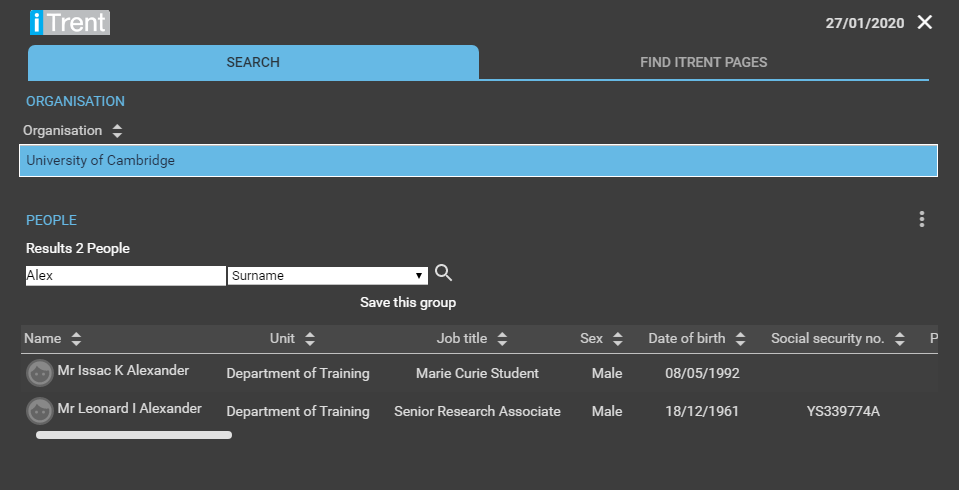 iTrent
27/01/2020
SEARCH FIND ITRENT PAGES
ORGANISATION
Organisation
University of Cambridge
PEOPLE
Results 2 People
Alex Surname
Save this group
Name Unit Job title Sex Date of birth Social security no. P
Mr Issac K Alexander Department of Training Marie Curie Student Male 08/05/1992
Mr Leonard I Alexander Department of Training Senior Research Associate Male 18/12/1961 YS339774A